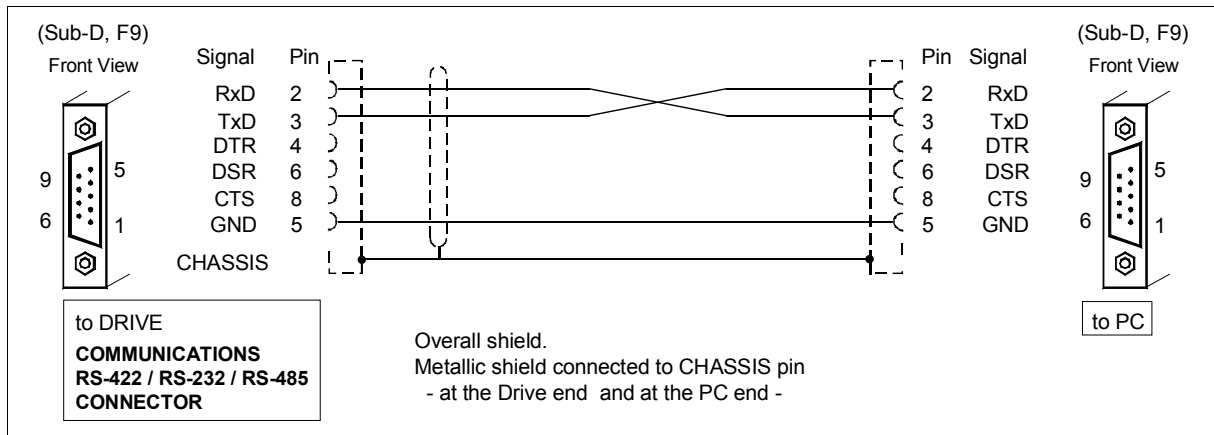 (Sub-D, F9)
Front View
9
5
6
1
Signal Pin
RxD 2
TxD 3
DTR 4
DSR 6
CTS 8
GND 5
CHASSIS
Pin Signal
2 RxD
3 TxD
4 DTR
6 DSR
8 CTS
5 GND
(Sub-D, F9)
Front View
9
5
6
1
to DRIVE
COMMUNICATIONS
RS-422 / RS-232 / RS-485
CONNECTOR
Overall shield.
Metallic shield connected to CHASSIS pin
- at the Drive end and at the PC end -
to PC